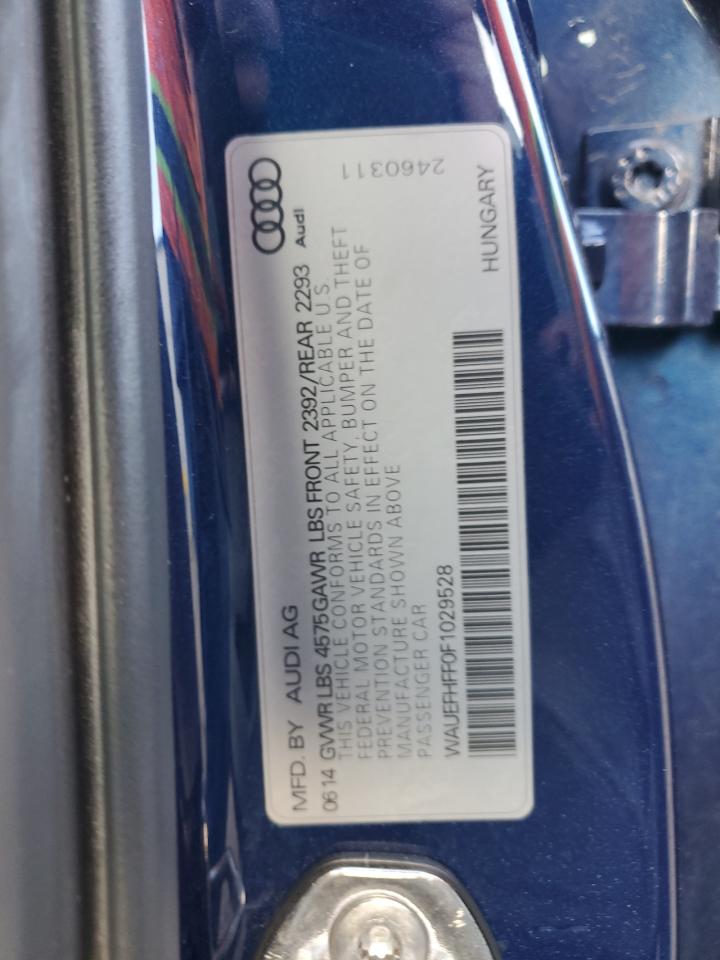 MFD. BY AUDI AG
Audi
06 14 GVWR LBS 4575 GAWR LBS FRONT 2392/REAR 2293
THIS VEHICLE CONFORMS TO ALL APPLICABLE U.S.
FEDERAL MOTOR VEHICLE SAFETY, BUMPER AND THEFT
PREVENTION STANDARDS IN EFFECT ON THE DATE OF
MANUFACTURE SHOWN ABOVE
PASSENGER CAR
WAUEFHFF0F1029528
HUNGARY
2460311